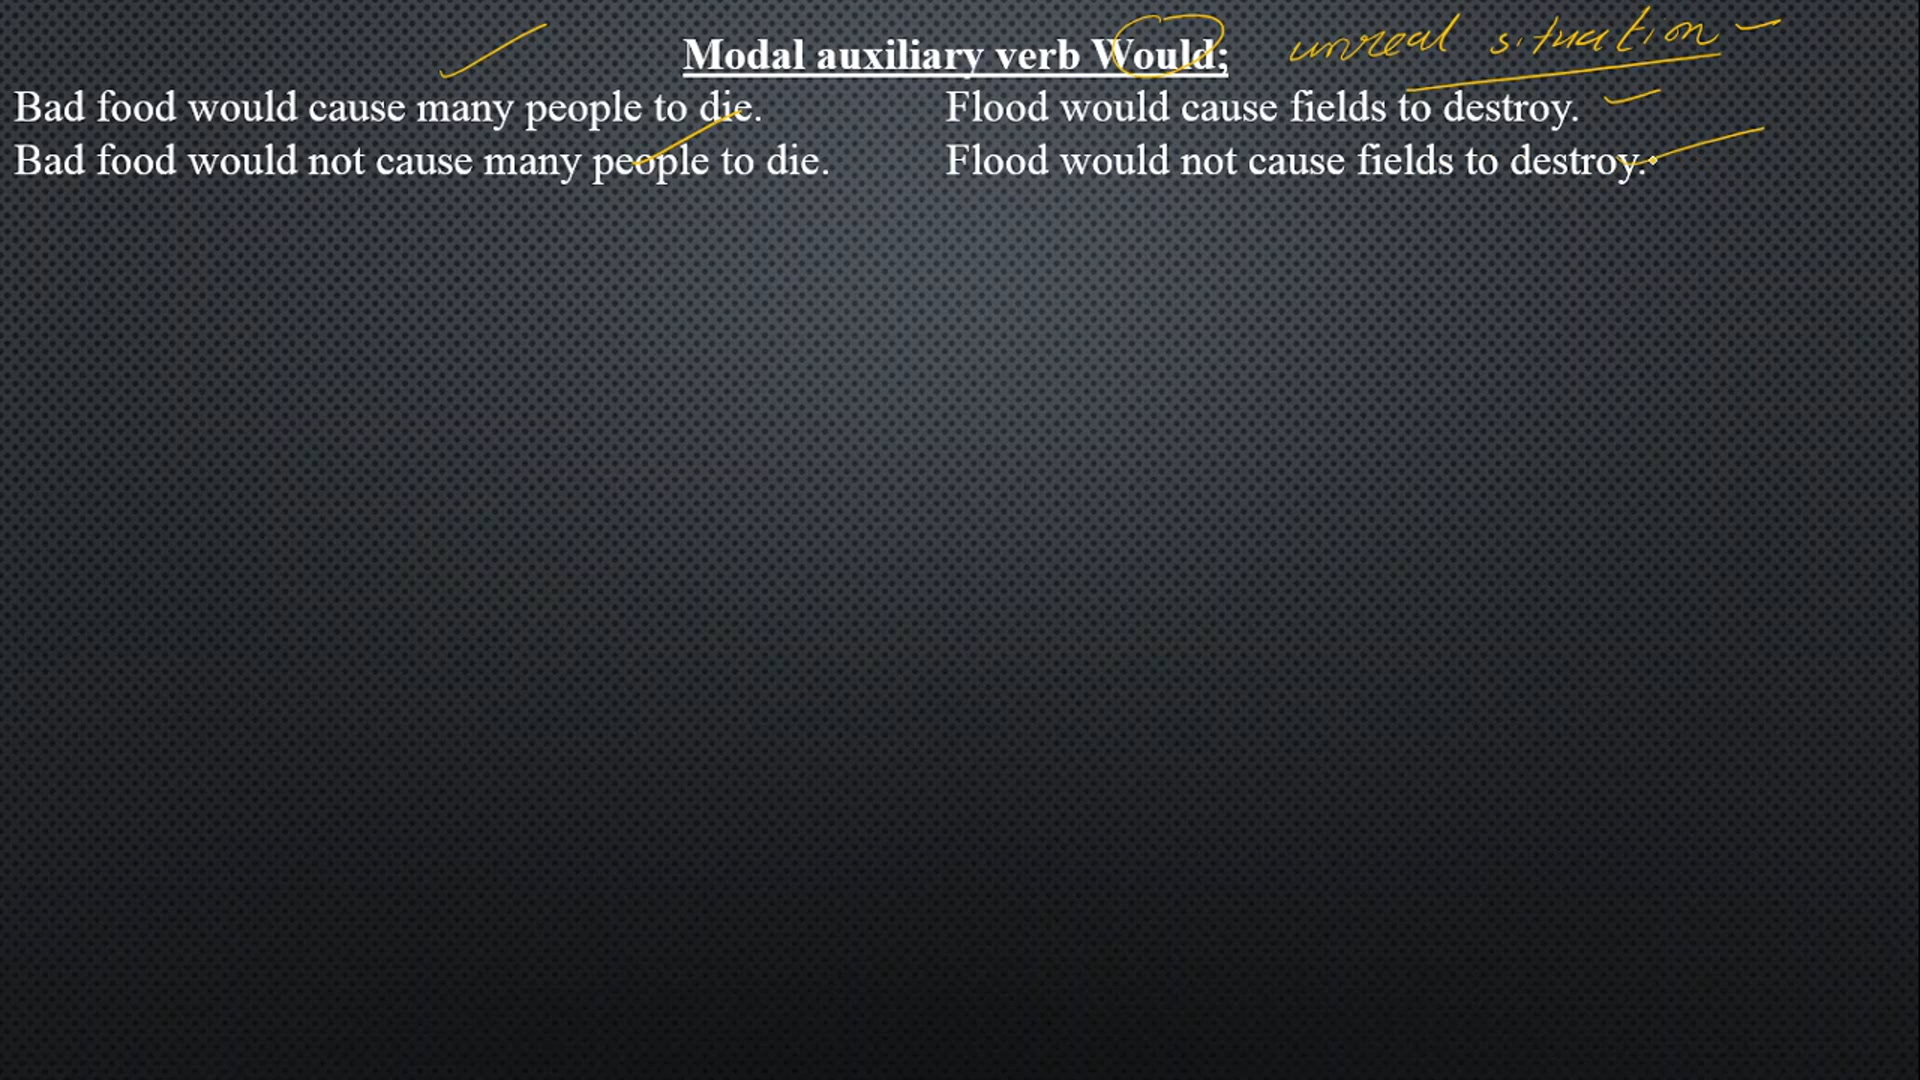 Modal auxiliary verb Would; unreal situation
Bad food would cause many people to die. Flood would cause fields to destroy.
Bad food would not cause many people to die. Flood would not cause fields to destroy.